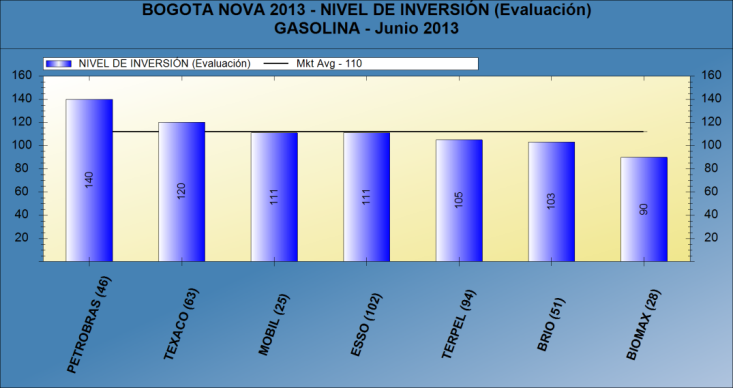 BOGOTA NOVA 2013 - NIVEL DE INVERSIÓN (Evaluación)
GASOLINA - Junio 2013
NIVEL DE INVERSIÓN (Evaluación) Mkt Avg - 110
160 160
140 140
120 120
100 100
80 80
60 60
40 40
20 20
140 120 111 111 105 103 90
PETROBRAS (46)
TEXACO (63)
MOBIL (25)
ESSO (102)
TERPEL (94)
BRIO (51)
BIOMAX (28)